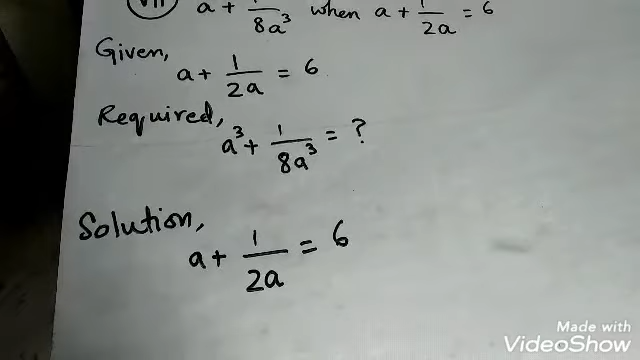 (VII) a + 1/8a³ when a + 1/2a = 6
Given,
a + 1/2a = 6
Required,
a³ + 1/8a³ = ?
Solution,
a + 1/2a = 6
Made with
VideoShow